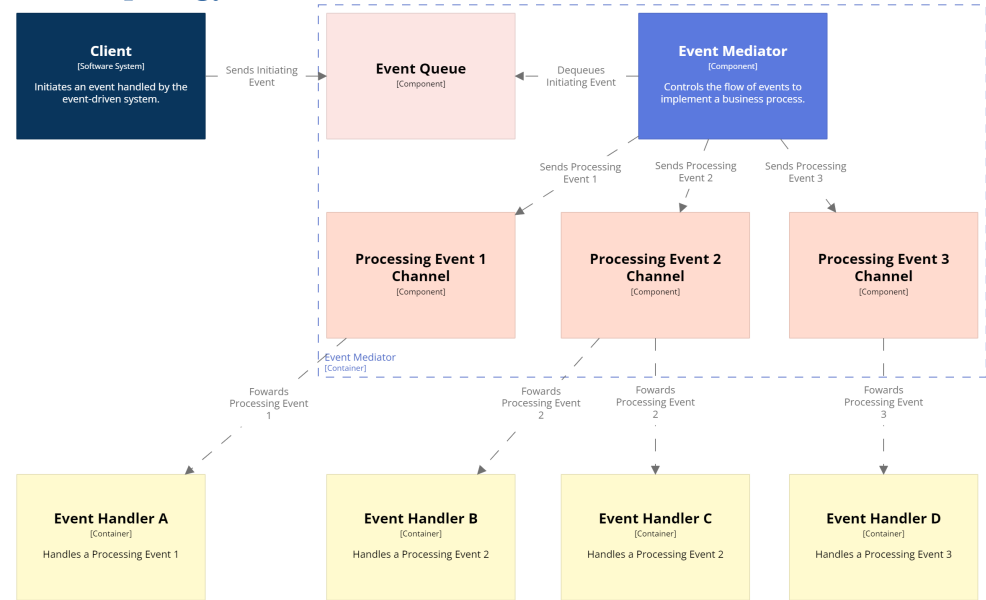 Client
[Software System]
Initiates an event handled by the
event-driven system.
Sends Initiating
Event
Event Queue
[Component]
Dequeues
Initiating Event
Event Mediator
[Component]
Controls the flow of events to
implement a business process.
Sends Processing
Event 1
Sends Processing
Event 2
Sends Processing
Event 3
Processing Event 1
Channel
[Component]
Processing Event 2
Channel
[Component]
Processing Event 3
Channel
[Component]
Event Mediator
[Container]
Fowards
Processing Event
1
Fowards
Processing Event
2
Fowards
Processing Event
2
Fowards
Processing Event
3
Event Handler A
[Container]
Handles a Processing Event 1
Event Handler B
[Container]
Handles a Processing Event 2
Event Handler C
[Container]
Handles a Processing Event 2
Event Handler D
[Container]
Handles a Processing Event 3